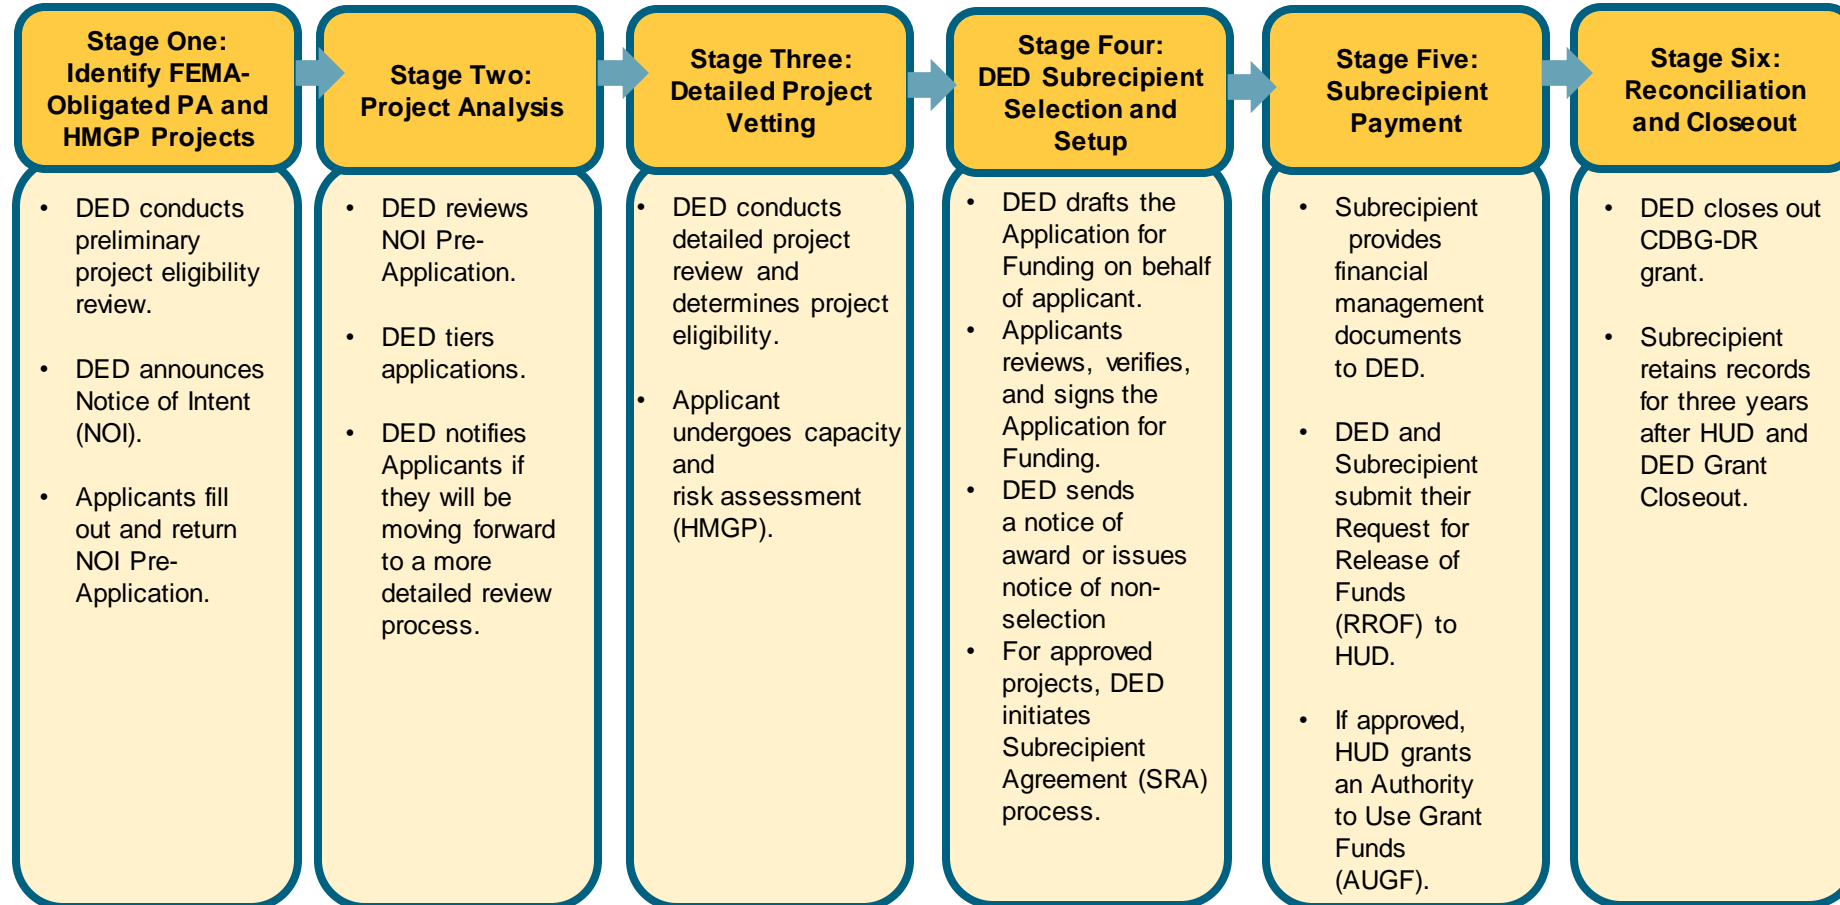 Stage One:
Identify FEMA-
Obligated PA and
HMGP Projects
• DED conducts
preliminary
project eligibility
review.
• DED announces
Notice of Intent
(NOI).
• Applicants fill
out and return
NOI Pre-
Application.
Stage Two:
Project Analysis
• DED reviews
NOI Pre-
Application.
• DED tiers
applications.
• DED notifies
Applicants if
they will be
moving forward
to a more
detailed review
process.
Stage Three:
Detailed Project
Vetting
• DED conducts
detailed project
review and
determines project
eligibility.
• Applicant
undergoes capacity
and
risk assessment
(HMGP).
Stage Four:
DED Subrecipient
Selection and
Setup
• DED drafts the
Application for
Funding on behalf
of applicant.
• Applicants
reviews, verifies,
and signs the
Application for
Funding.
• DED sends
a notice of
award or issues
notice of non-
selection
• For approved
projects, DED
initiates
Subrecipient
Agreement (SRA)
process.
Stage Five:
Subrecipient
Payment
• Subrecipient
provides
financial
management
documents
to DED.
• DED and
Subrecipient
submit their
Request for
Release of
Funds
(RROF) to
HUD.
• If approved,
HUD grants
an Authority
to Use Grant
Funds
(AUGF).
Stage Six:
Reconciliation
and Closeout
• DED closes out
CDBG-DR
grant.
• Subrecipient
retains records
for three years
after HUD and
DED Grant
Closeout.